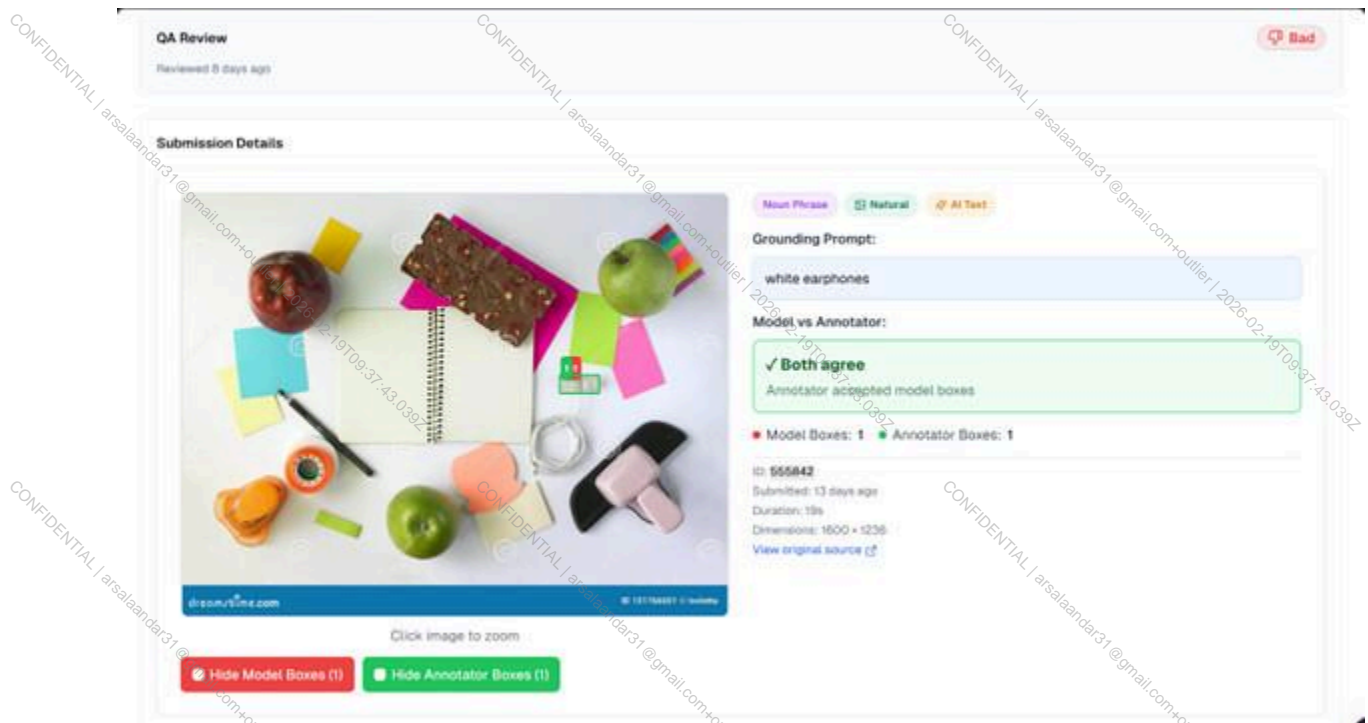 QA Review
Bad
Reviewed 8 days ago
Submission Details
Noun Phrase
Natural
AI Text
Grounding Prompt:
white earphones
Model vs Annotator:
✓ Both agree
Annotator accepted model boxes
Model Boxes: 1
Annotator Boxes: 1
ID: 555842
Submitted: 13 days ago
Duration: 19s
Dimensions: 1600 × 1236
View original source
dreamstime.com
Click image to zoom
Hide Model Boxes (1)
Hide Annotator Boxes (1)
CONFIDENTIAL | arsalaandar31@gmail.com+outlier | 2026-02-19T09:37:43.039Z